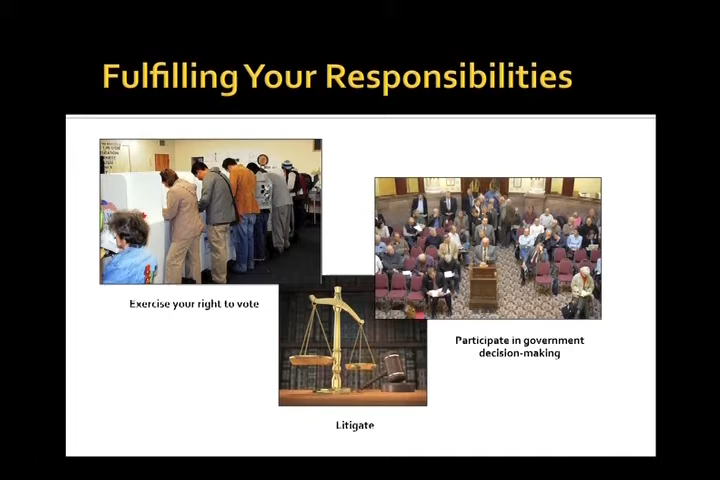 Fulfilling Your Responsibilities
Exercise your right to vote
Participate in government
decision-making
Litigate